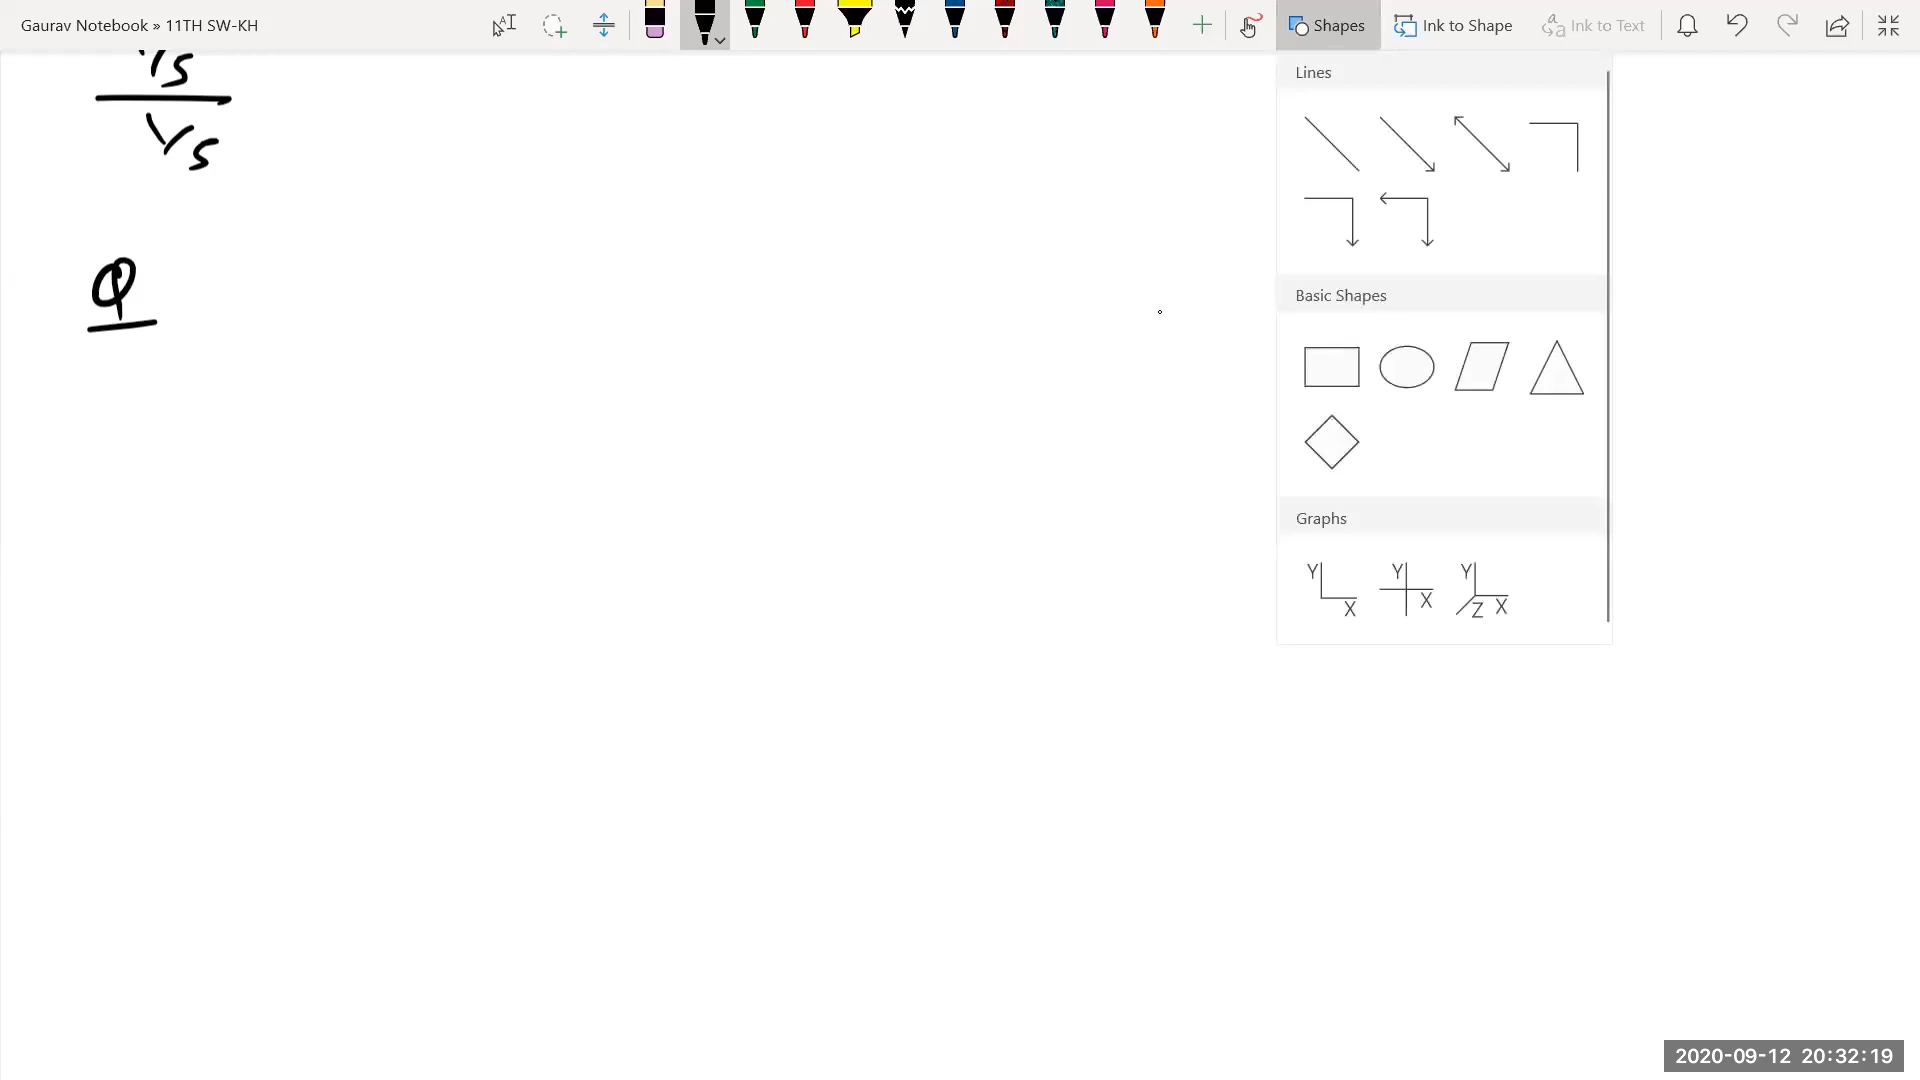 Gaurav Notebook » 11TH SW-KH
Shapes
Ink to Shape
Ink to Text
Lines
Basic Shapes
Graphs
Y
X
Y
X
Y
Z X
Q
2020-09-12 20:32:19